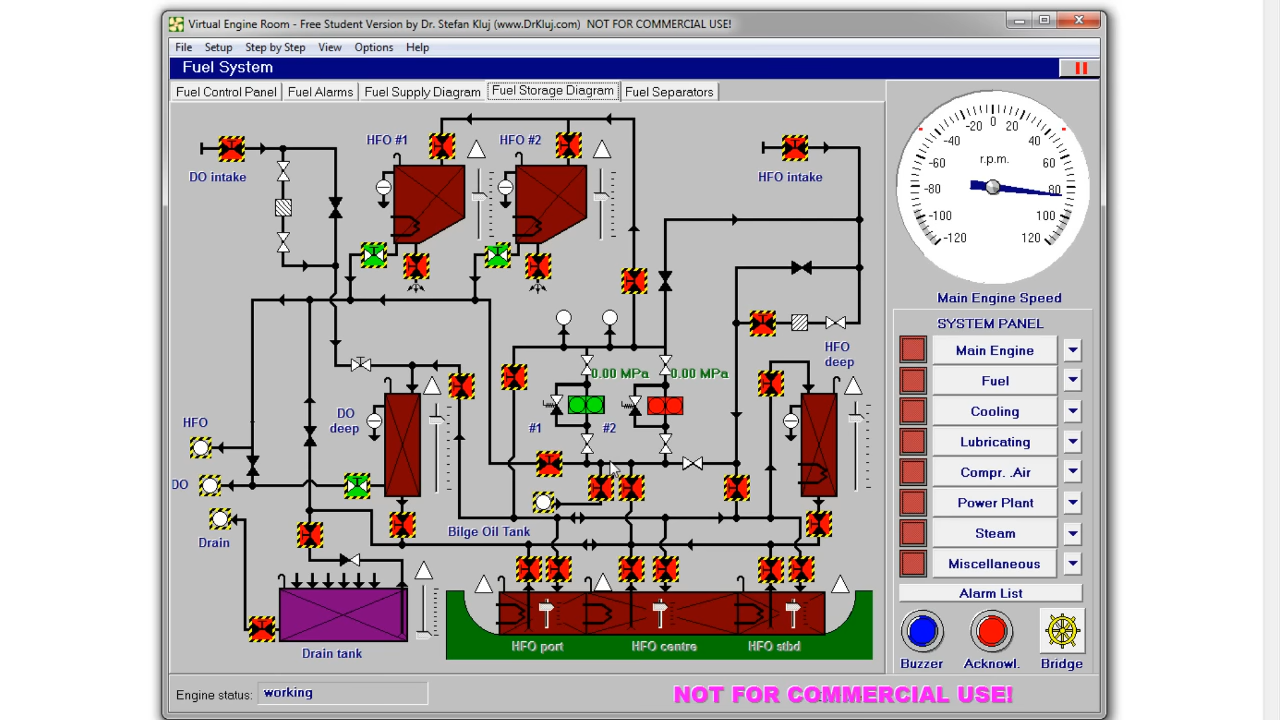 Virtual Engine Room - Free Student Version by Dr. Stefan Kluj (www.DrKluj.com)  NOT FOR COMMERCIAL USE!
File Setup Step by Step View Options Help
Fuel System
Fuel Control Panel Fuel Alarms Fuel Supply Diagram Fuel Storage Diagram Fuel Separators
DO intake
HFO #1
HFO #2
HFO intake
HFO deep
0.00 MPa 0.00 MPa
DO deep
#1 #2
HFO
DO
Drain
Bilge Oil Tank
Drain tank
HFO port HFO centre HFO stbd
r.p.m.
-120 -100 -80 -60 -40 -20 0 20 40 60 80 100 120
Main Engine Speed
SYSTEM PANEL
Main Engine
Fuel
Cooling
Lubricating
Compr. .Air
Power Plant
Steam
Miscellaneous
Alarm List
Buzzer Acknowl. Bridge
Engine status: working
NOT FOR COMMERCIAL USE!